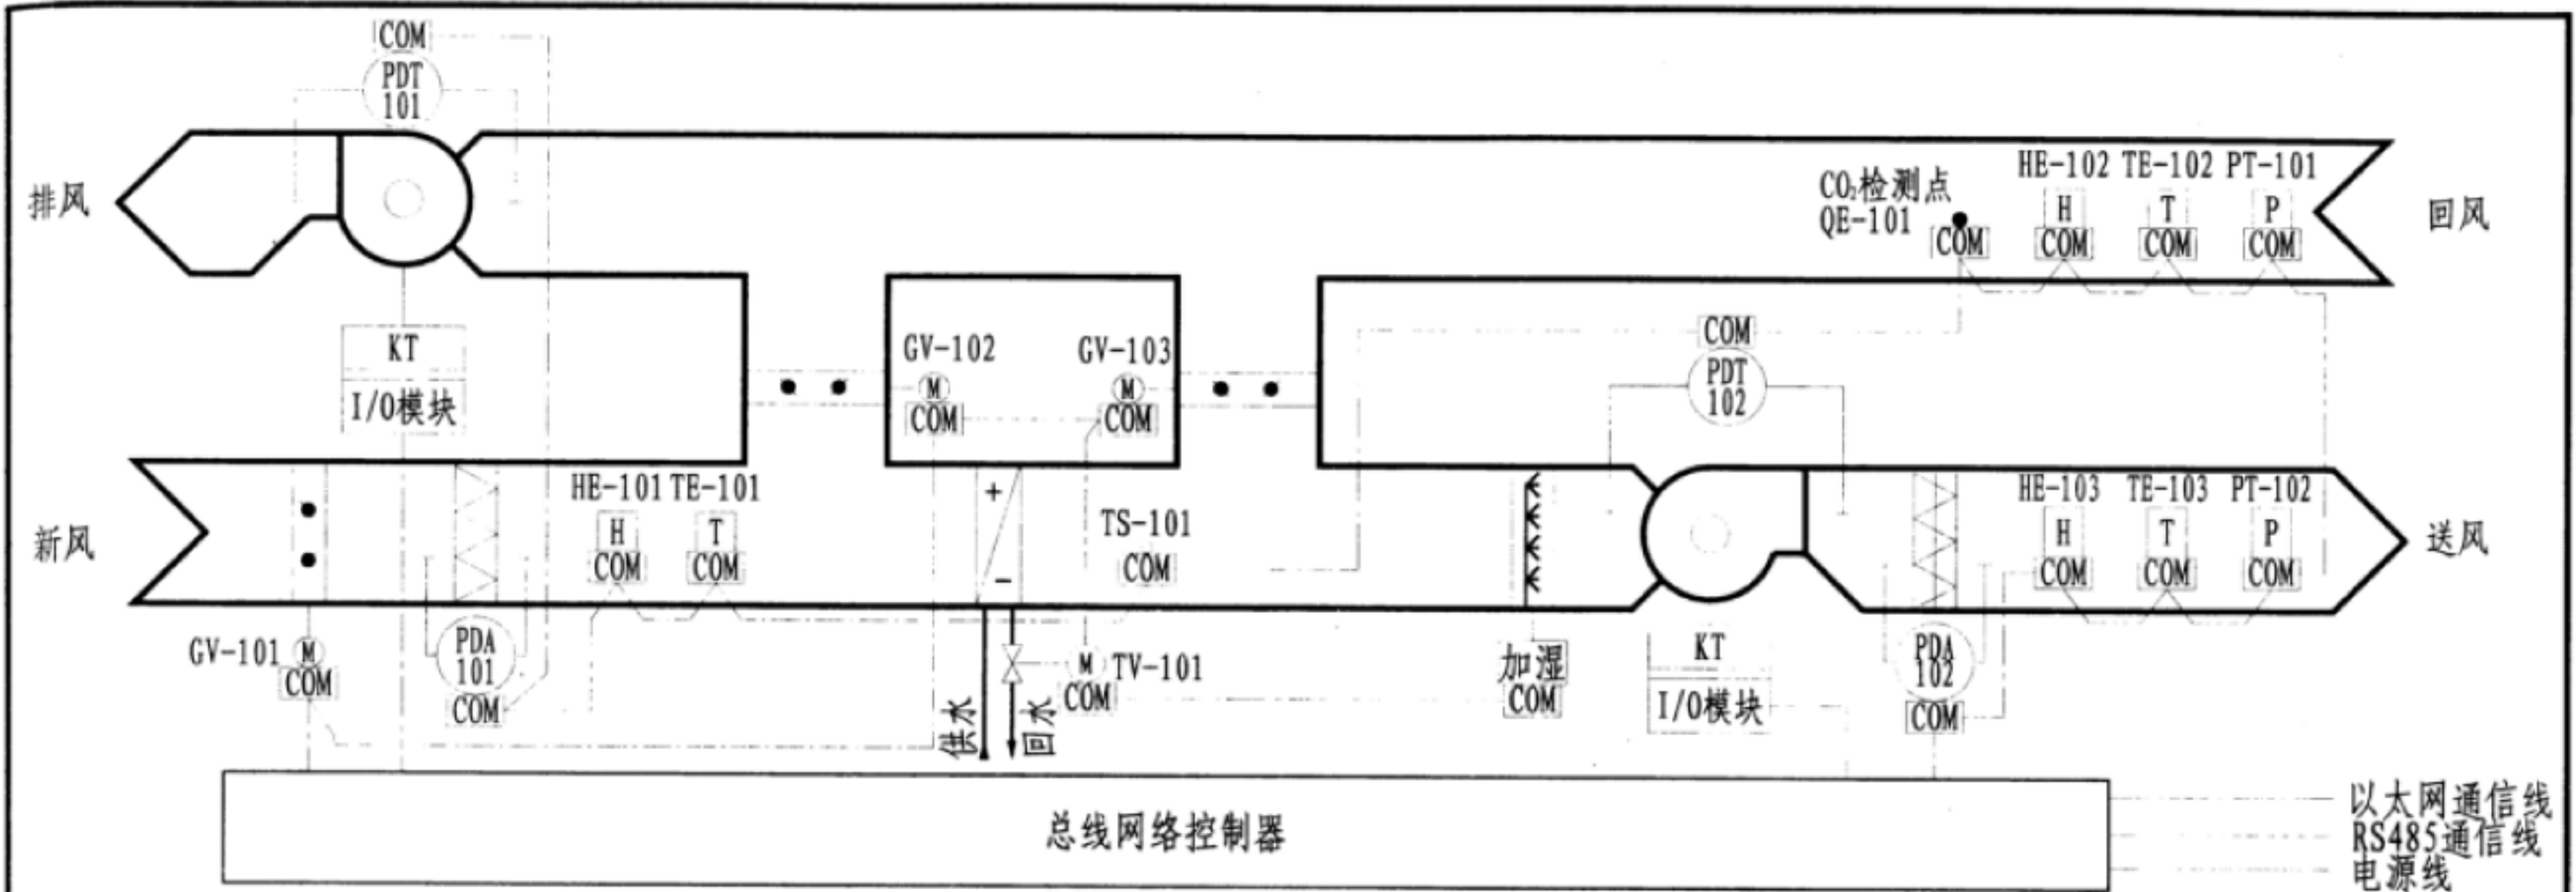 COM
PDT
101
排风
CO₂检测点
QE-101
COM
HE-102 TE-102 PT-101
H T P
COM COM COM
回风
KT
I/O模块
GV-102 GV-103
M M
COM COM
COM
PDT
102
新风
HE-101 TE-101
H T
COM COM
+
-
TS-101
COM
HE-103 TE-103 PT-102
H T P
COM COM COM
送风
GV-101 M
COM
PDA
101
COM
供水
回水
M TV-101
COM
加湿
COM
KT
I/O模块
PDA
102
COM
总线网络控制器
以太网通信线
RS485通信线
电源线